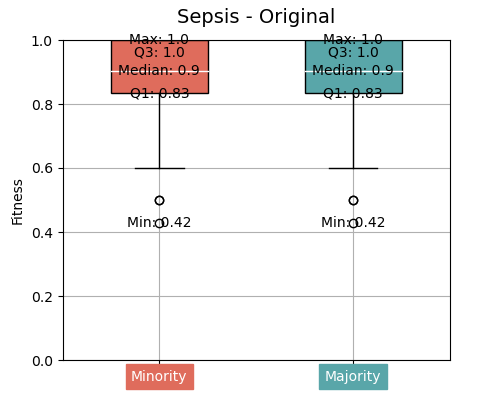 Sepsis - Original
Fitness
1.0
0.8
0.6
0.4
0.2
0.0
Max: 1.0
Q3: 1.0
Median: 0.9
Q1: 0.83
Min: 0.42
Max: 1.0
Q3: 1.0
Median: 0.9
Q1: 0.83
Min: 0.42
Minority
Majority